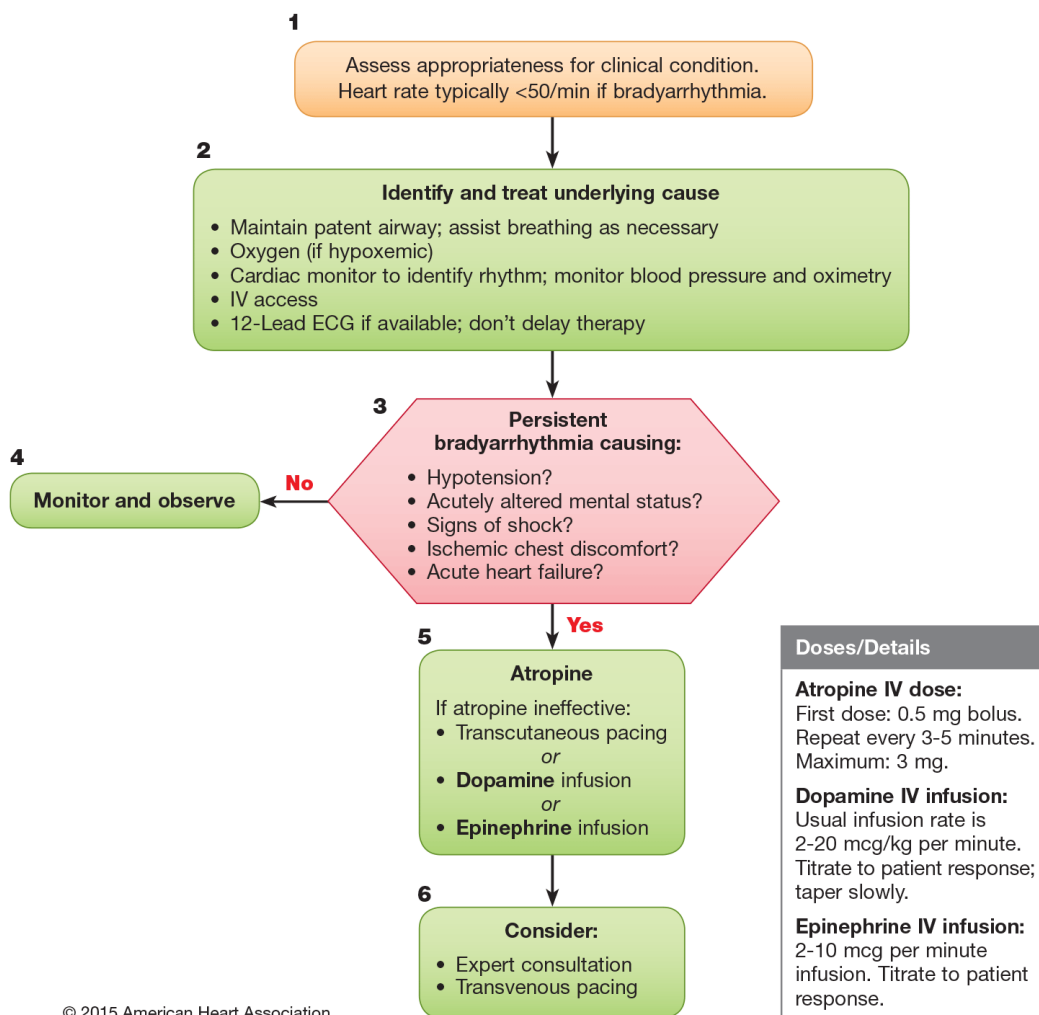 1
Assess appropriateness for clinical condition.
Heart rate typically <50/min if bradyarrhythmia.
2
Identify and treat underlying cause
• Maintain patent airway; assist breathing as necessary
• Oxygen (if hypoxemic)
• Cardiac monitor to identify rhythm; monitor blood pressure and oximetry
• IV access
• 12-Lead ECG if available; don't delay therapy
3
Persistent
bradyarrhythmia causing:
• Hypotension?
• Acutely altered mental status?
• Signs of shock?
• Ischemic chest discomfort?
• Acute heart failure?
4
No
Monitor and observe
Yes
5
Atropine
If atropine ineffective:
• Transcutaneous pacing
or
• Dopamine infusion
or
• Epinephrine infusion
6
Consider:
• Expert consultation
• Transvenous pacing
Doses/Details
Atropine IV dose:
First dose: 0.5 mg bolus.
Repeat every 3-5 minutes.
Maximum: 3 mg.
Dopamine IV infusion:
Usual infusion rate is
2-20 mcg/kg per minute.
Titrate to patient response;
taper slowly.
Epinephrine IV infusion:
2-10 mcg per minute
infusion. Titrate to patient
response.
© 2015 American Heart Association